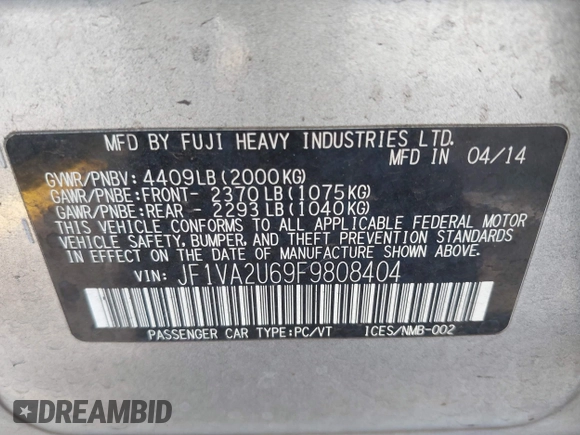 MFD BY FUJI HEAVY INDUSTRIES LTD.
MFD IN 04/14
GVWR/PNBV: 4409LB(2000KG)
GAWR/PNBE:FRONT- 2370LB(1075KG)
GAWR/PNBE:REAR - 2293LB(1040KG)
THIS VEHICLE CONFORMS TO ALL APPLICABLE FEDERAL MOTOR
VEHICLE SAFETY, BUMPER, AND THEFT PREVENTION STANDARDS
IN EFFECT ON THE DATE OF MANUFACTURE SHOWN ABOVE.
VIN: JF1VA2U69F9808404
PASSENGER CAR TYPE:PC/VT ICES/NMB-002
DREAMBID